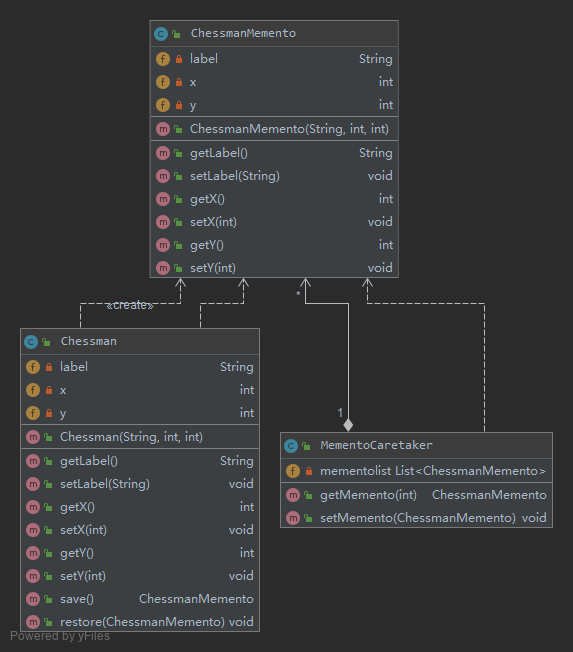 ChessmanMemento
label String
x int
y int
ChessmanMemento(String, int, int)
getLabel() String
setLabel(String) void
getX() int
setX(int) void
getY() int
setY(int) void
«create»
*
1
Chessman
label String
x int
y int
Chessman(String, int, int)
getLabel() String
setLabel(String) void
getX() int
setX(int) void
getY() int
setY(int) void
save() ChessmanMemento
restore(ChessmanMemento) void
MementoCaretaker
mementolist List<ChessmanMemento>
getMemento(int) ChessmanMemento
setMemento(ChessmanMemento) void
Powered by yFiles